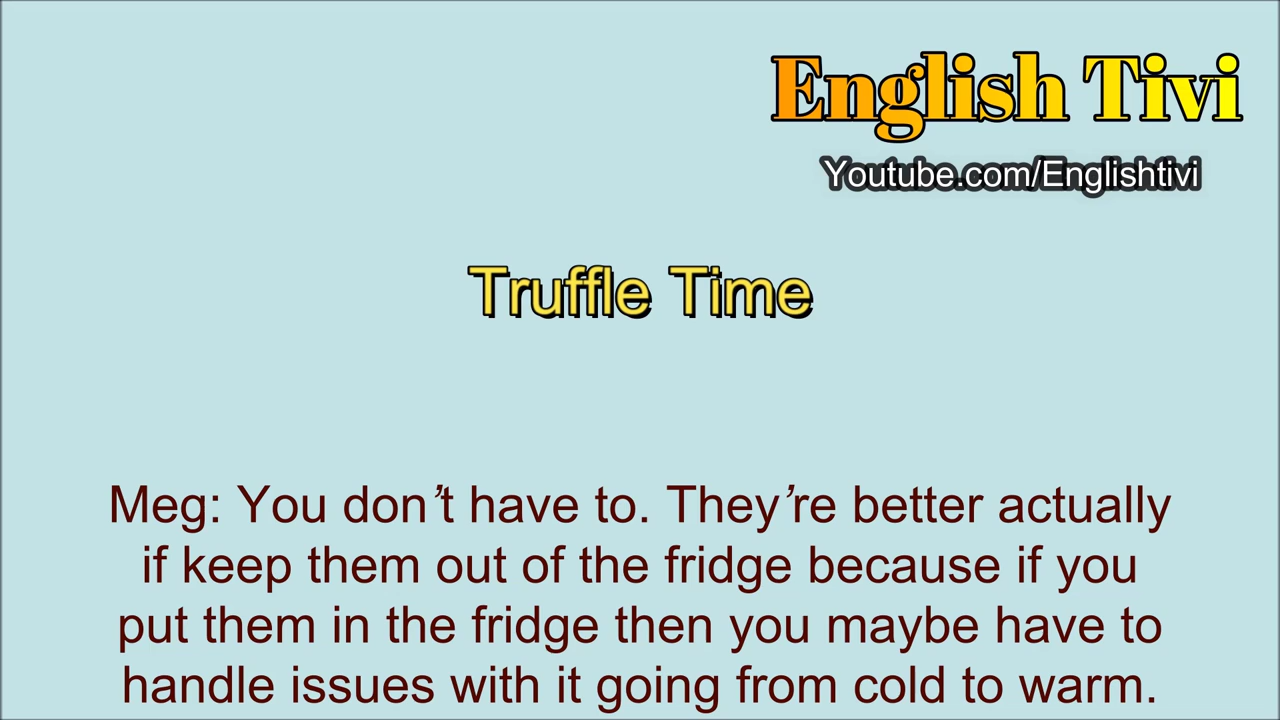 English Tivi
Youtube.com/Englishtivi
Truffle Time
Meg: You don’t have to. They’re better actually
if keep them out of the fridge because if you
put them in the fridge then you maybe have to
handle issues with it going from cold to warm.